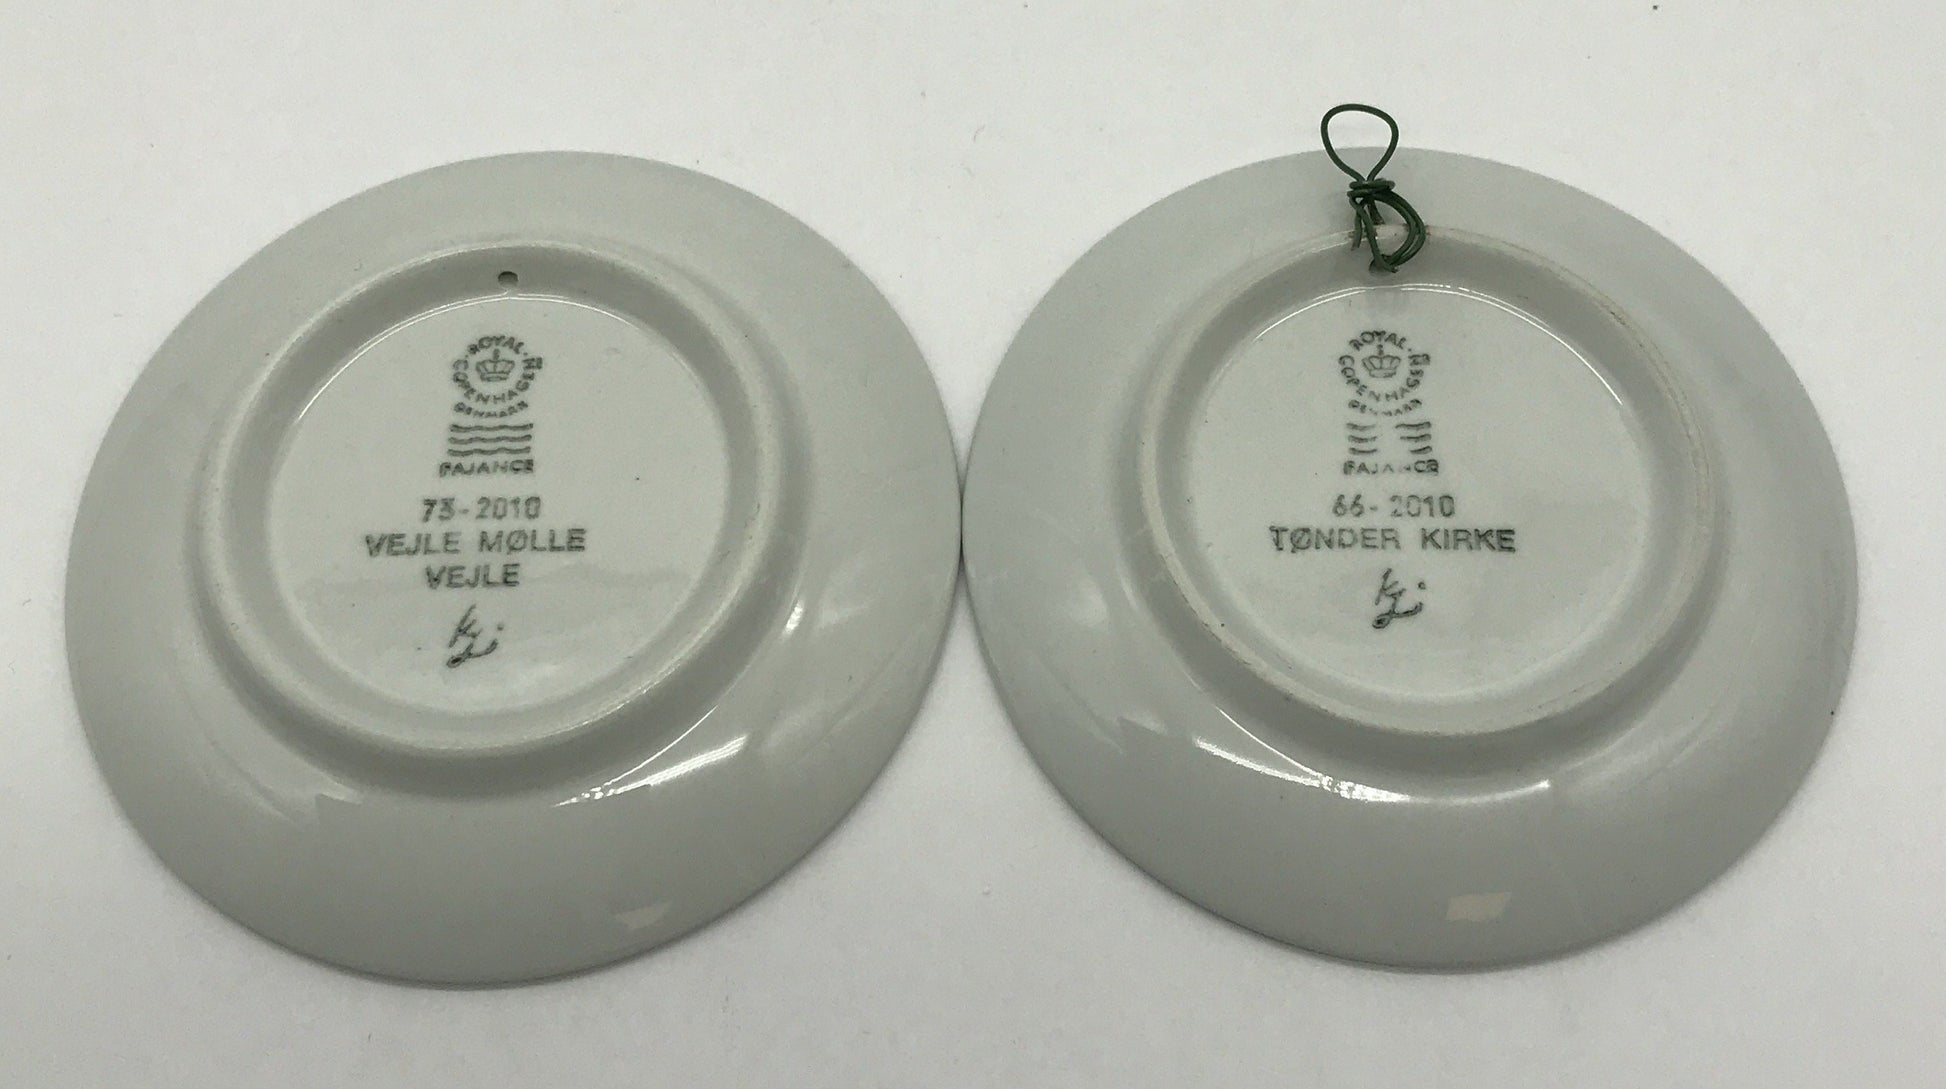 ROYAL COPENHAGEN
DENMARK
FAJANCE
73-2010
VEJLE MØLLE
VEJLE
ROYAL COPENHAGEN
DENMARK
FAJANCE
66-2010
TØNDER KIRKE